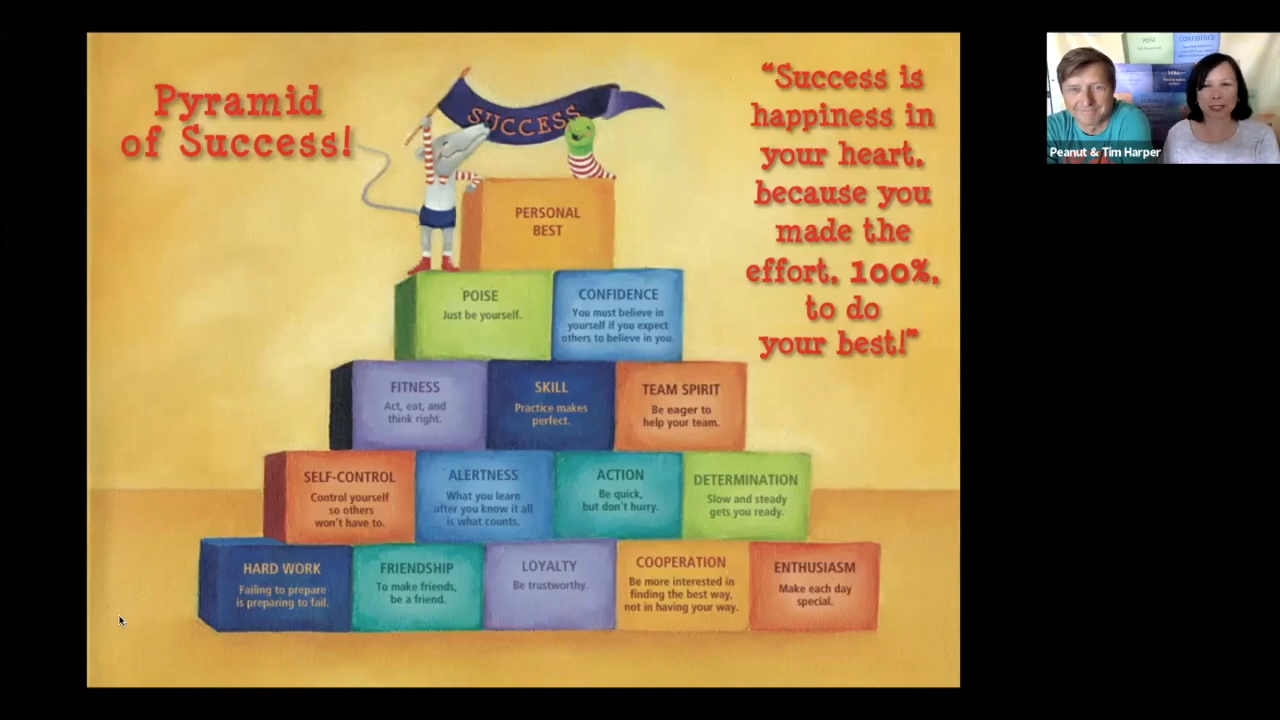 Pyramid
of Success!
SUCCESS
"Success is
happiness in
your heart,
because you
made the
effort, 100%,
to do
your best!"
PERSONAL
BEST
POISE
Just be yourself.
CONFIDENCE
You must believe in
yourself if you expect
others to believe in you.
FITNESS
Act, eat, and
think right.
SKILL
Practice makes
perfect.
TEAM SPIRIT
Be eager to
help your team.
SELF-CONTROL
Control yourself
so others
won't have to.
ALERTNESS
What you learn
after you know it all
is what counts.
ACTION
Be quick,
but don't hurry.
DETERMINATION
Slow and steady
gets you ready.
HARD WORK
Failing to prepare
is preparing to fail.
FRIENDSHIP
To make friends,
be a friend.
LOYALTY
Be trustworthy.
COOPERATION
Be more interested in
finding the best way,
not in having your way.
ENTHUSIASM
Make each day
special.
POISE
CONFIDENCE
SKILL
Peanut & Tim Harper